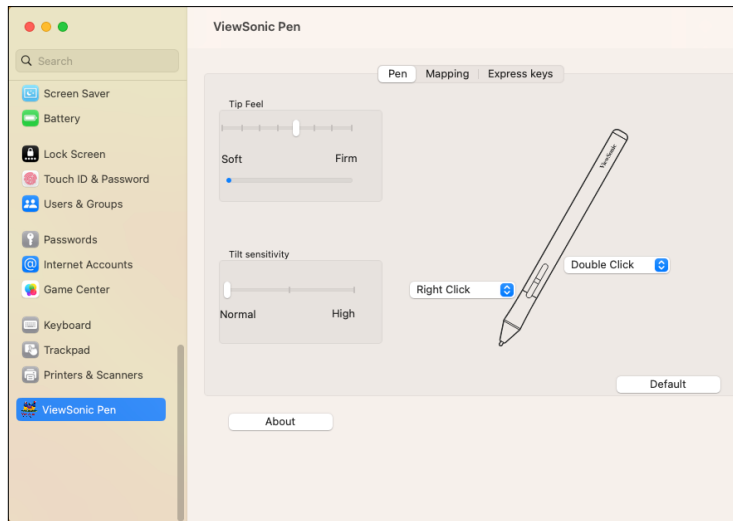 ViewSonic Pen
Search
Screen Saver
Battery
Lock Screen
Touch ID & Password
Users & Groups
Passwords
Internet Accounts
Game Center
Keyboard
Trackpad
Printers & Scanners
ViewSonic Pen
Pen Mapping Express keys
Tip Feel
Soft Firm
Tilt sensitivity
Normal High
ViewSonic
Double Click
Right Click
Default
About